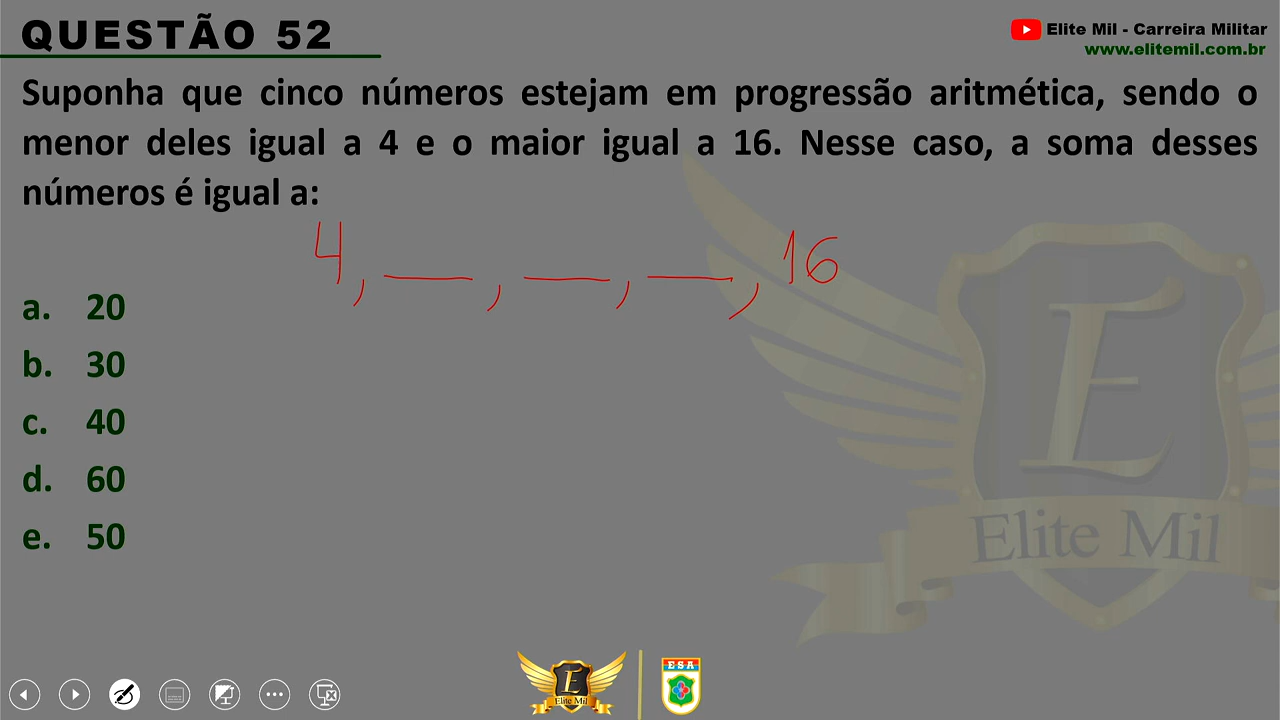 QUESTÃO 52
Elite Mil - Carreira Militar
www.elitemil.com.br
Suponha que cinco números estejam em progressão aritmética, sendo o
menor deles igual a 4 e o maior igual a 16. Nesse caso, a soma desses
números é igual a:
4, ___, ___, ___, 16
a. 20
b. 30
c. 40
d. 60
e. 50
E
Elite Mil
E
Elite Mil
ESA